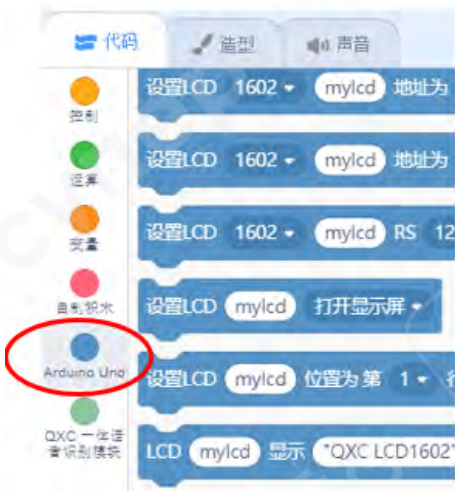 代码 造型 声音
设置LCD 1602 mylcd 地址为
控制
设置LCD 1602 mylcd 地址为
运算
设置LCD 1602 mylcd RS 12
变量
设置LCD mylcd 打开显示屏
自制积木
Arduino Uno
设置LCD mylcd 位置为 第 1 行
QXC 一体语
音识别模块
LCD mylcd 显示 "QXC LCD1602"